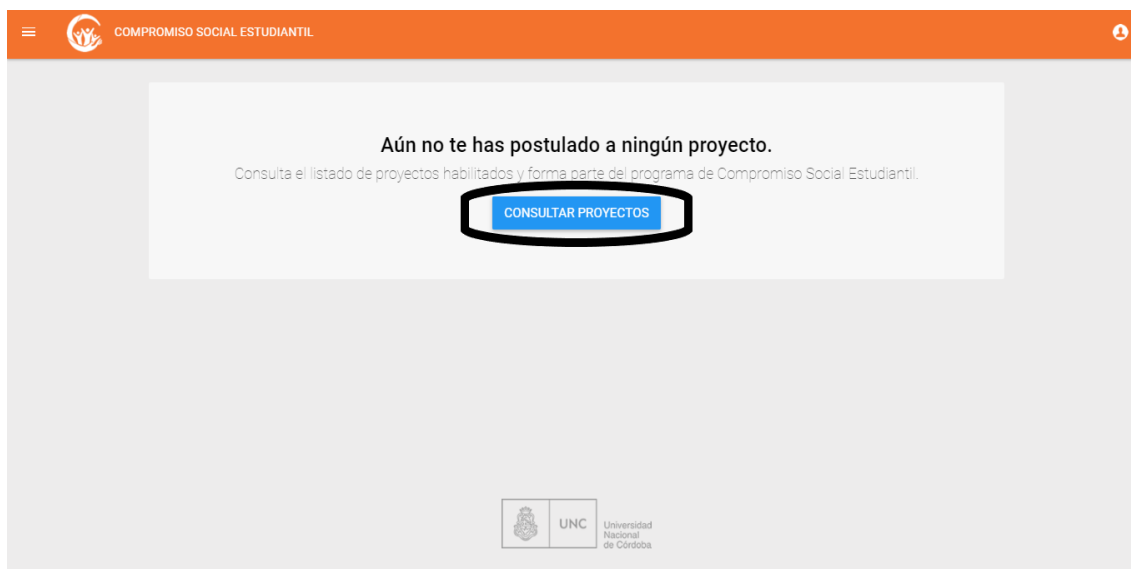 COMPROMISO SOCIAL ESTUDIANTIL
Aún no te has postulado a ningún proyecto.
Consulta el listado de proyectos habilitados y forma parte del programa de Compromiso Social Estudiantil.
CONSULTAR PROYECTOS
UNC
Universidad
Nacional
de Córdoba